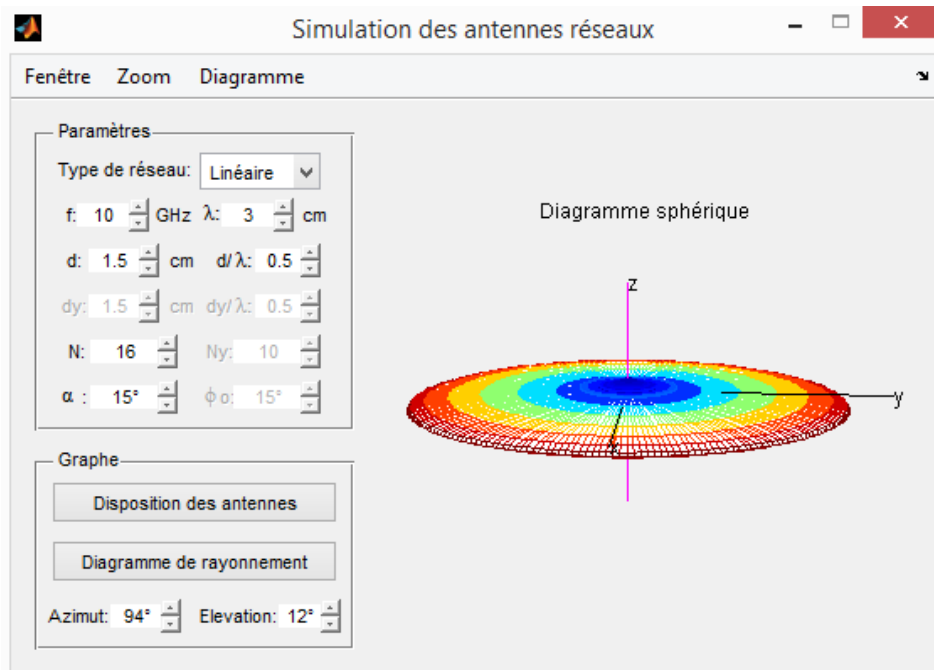 Simulation des antennes réseaux
Fenêtre Zoom Diagramme
Paramètres
Type de réseau: Linéaire
f: 10 GHz λ: 3 cm
d: 1.5 cm d/λ: 0.5
dy: 1.5 cm dy/λ: 0.5
N: 16 Ny: 10
α : 15° ϕo: 15°
Graphe
Disposition des antennes
Diagramme de rayonnement
Azimut: 94° Elevation: 12°
Diagramme sphérique
z
y
x